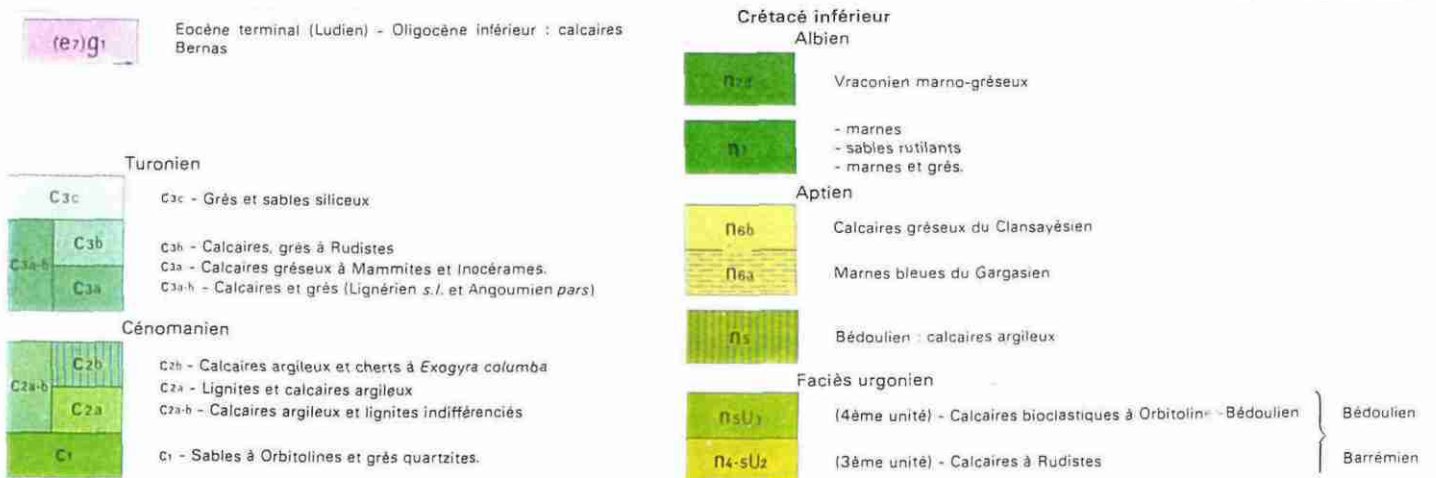 (e7)g1
Eocène terminal (Ludien) - Oligocène inférieur : calcaires
Bernas
Turonien
C3c
C3c - Grès et sables siliceux
C3b
C3a-b
C3a
C3b - Calcaires, grès à Rudistes
C3a - Calcaires gréseux à Mammites et Inocérames.
C3a-b - Calcaires et grès (Lignérien s.l. et Angoumien pars)
Cénomanien
C2b
C2a-b
C2a
C2b - Calcaires argileux et cherts à Exogyra columba
C2a - Lignites et calcaires argileux
C2a-b - Calcaires argileux et lignites indifférenciés
C1
C1 - Sables à Orbitolines et grès quartzites.
Crétacé inférieur
Albien
Vraconien marno-gréseux
n7
- marnes
- sables rutilants
- marnes et grès.
Aptien
n6b
Calcaires gréseux du Clansayésien
n6a
Marnes bleues du Gargasien
n5
Bédoulien : calcaires argileux
Faciès urgonien
n5U3
(4ème unité) - Calcaires bioclastiques à Orbitolin - Bédoulien
Bédoulien
n4-5U2
(3ème unité) - Calcaires à Rudistes
Barrémien